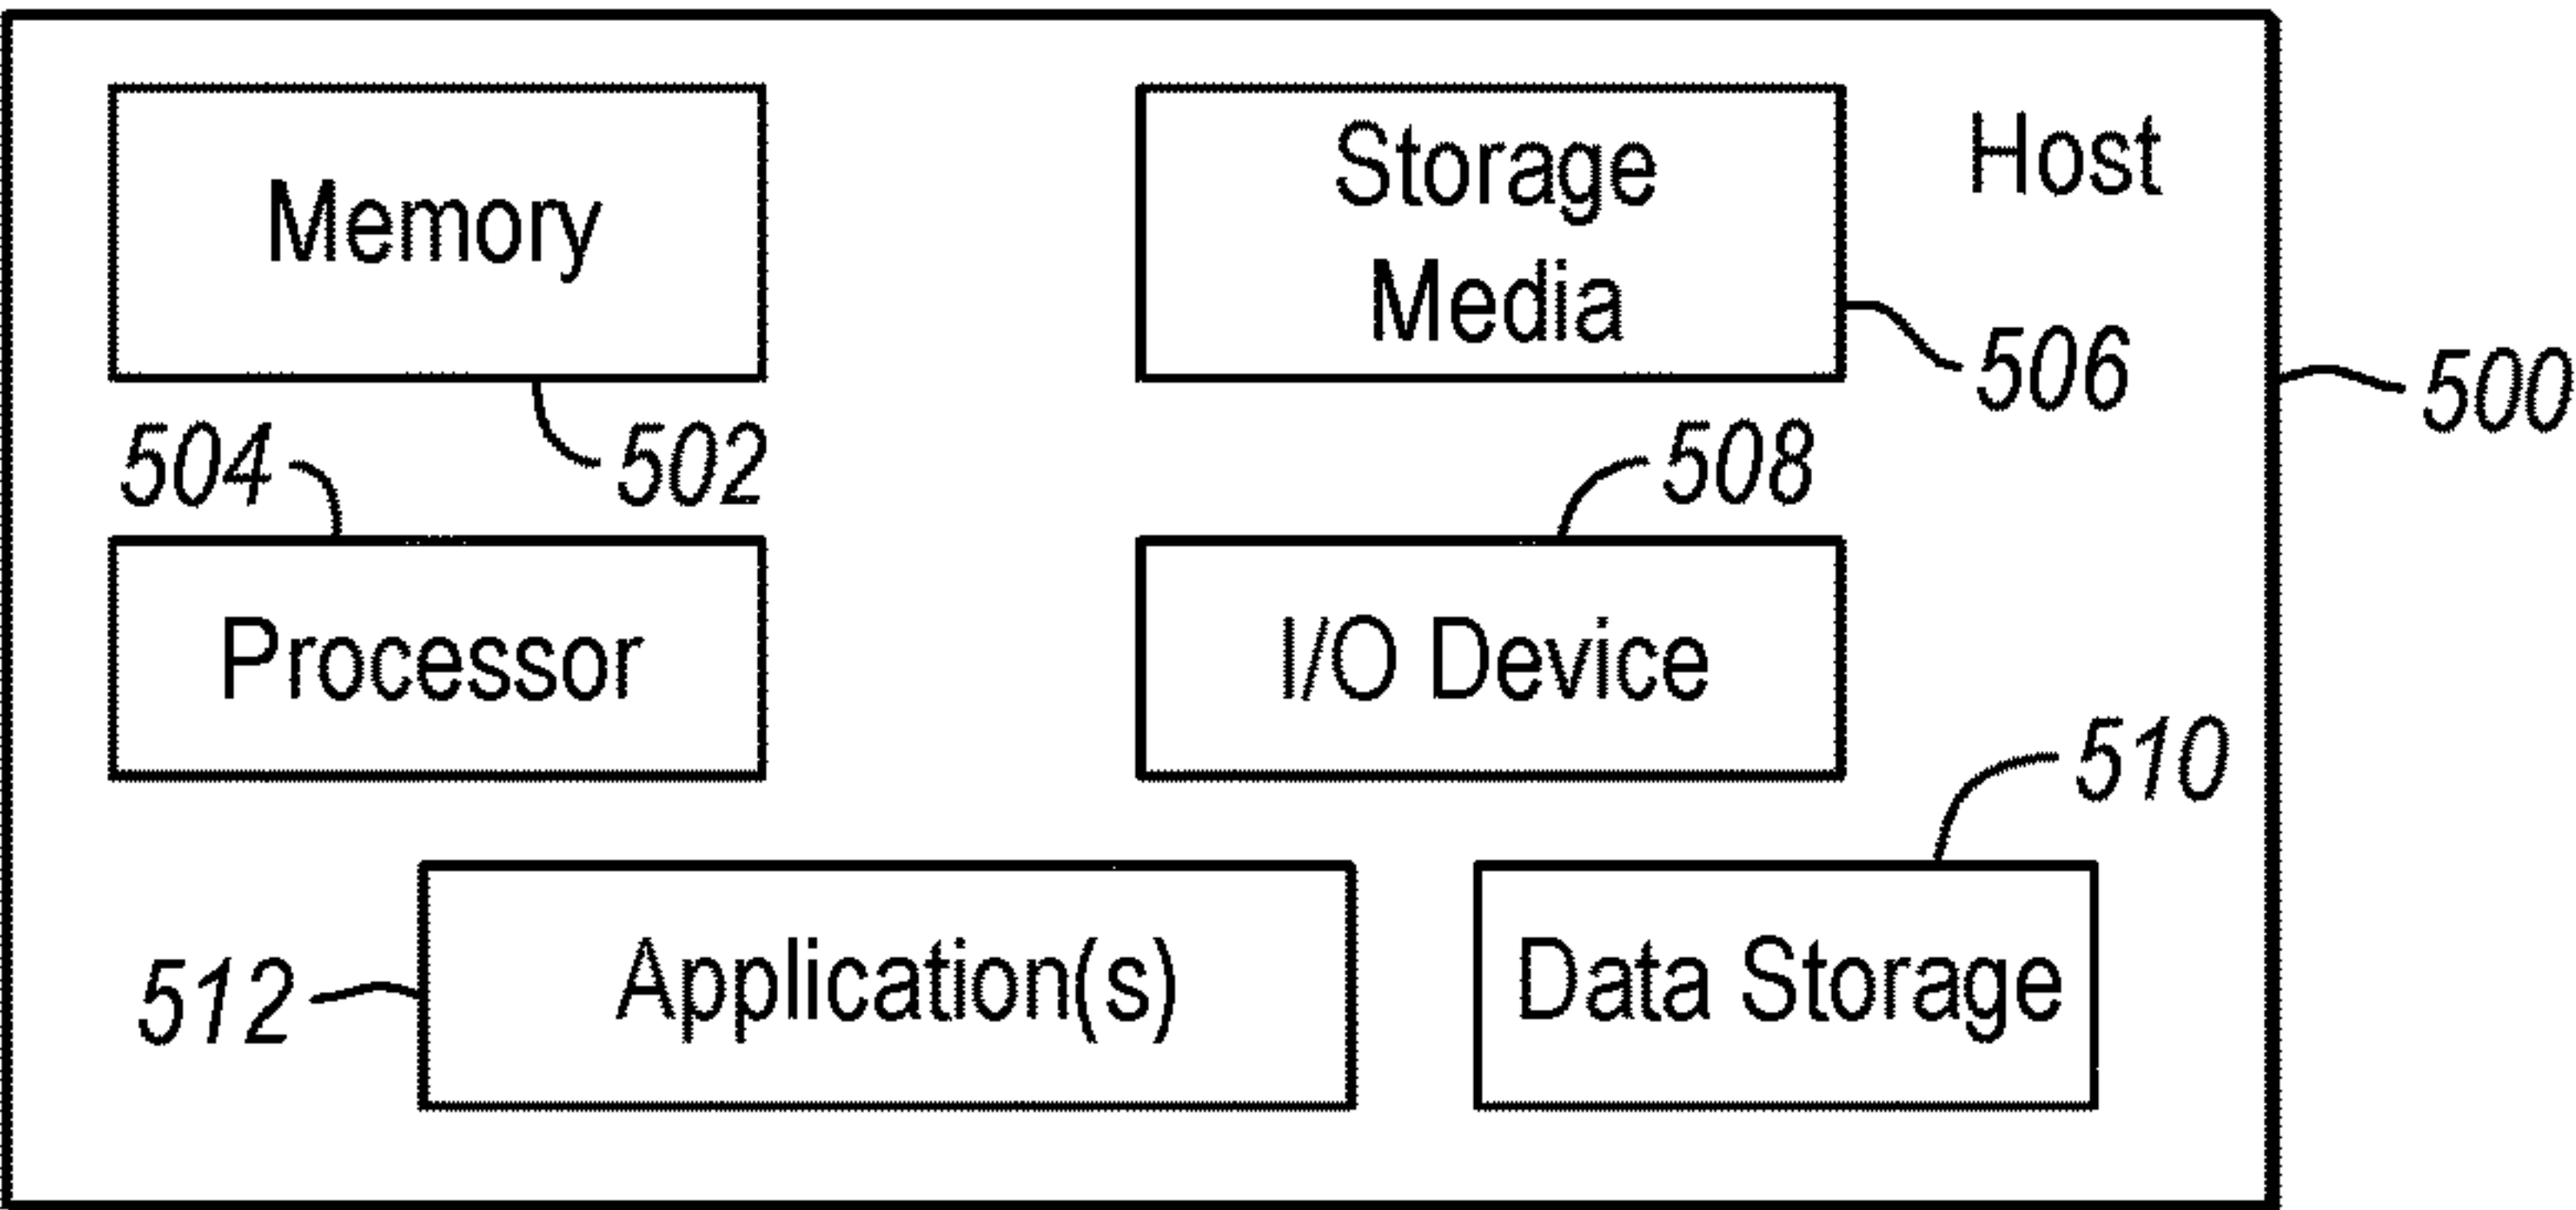 Memory
Storage
Media
Host
506
500
504
502
508
Processor
I/O Device
510
512
Application(s)
Data Storage